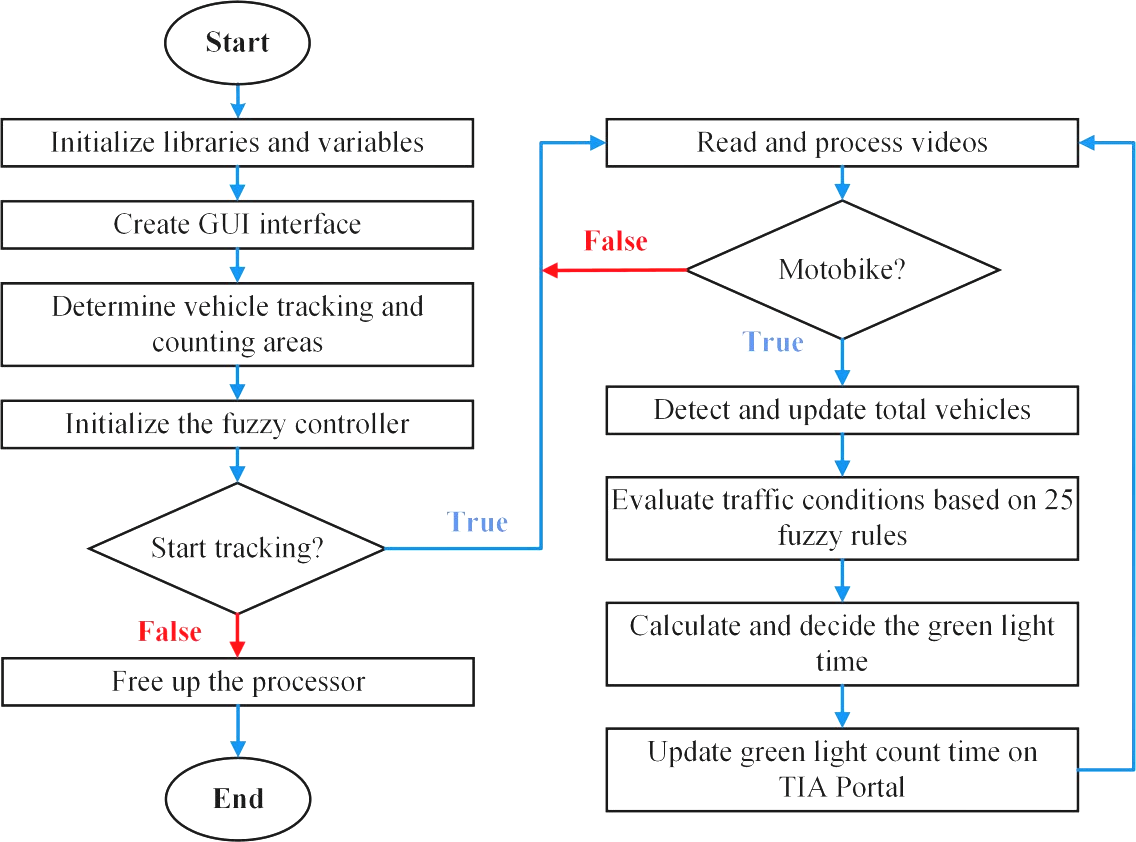 Start
Initialize libraries and variables
Create GUI interface
Determine vehicle tracking and
counting areas
Initialize the fuzzy controller
Start tracking?
True
False
Free up the processor
End
Read and process videos
False
Motobike?
True
Detect and update total vehicles
Evaluate traffic conditions based on 25
fuzzy rules
Calculate and decide the green light
time
Update green light count time on
TIA Portal